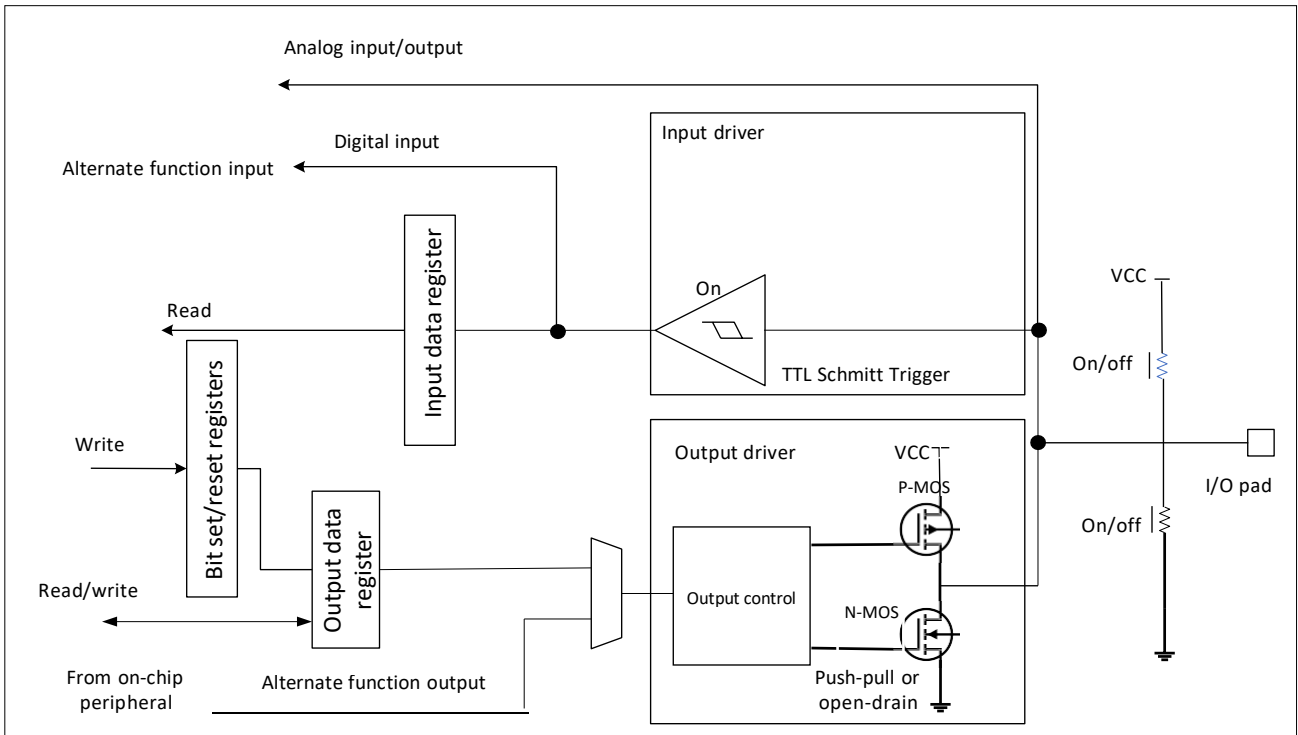 Analog input/output
Digital input
Alternate function input
Input driver
On
TTL Schmitt Trigger
Input data register
Read
Bit set/reset registers
Write
Output data
register
Read/write
From on-chip
peripheral
Alternate function output
Output driver
VCC
P-MOS
Output control
N-MOS
Push-pull or
open-drain
VCC
On/off
I/O pad
On/off